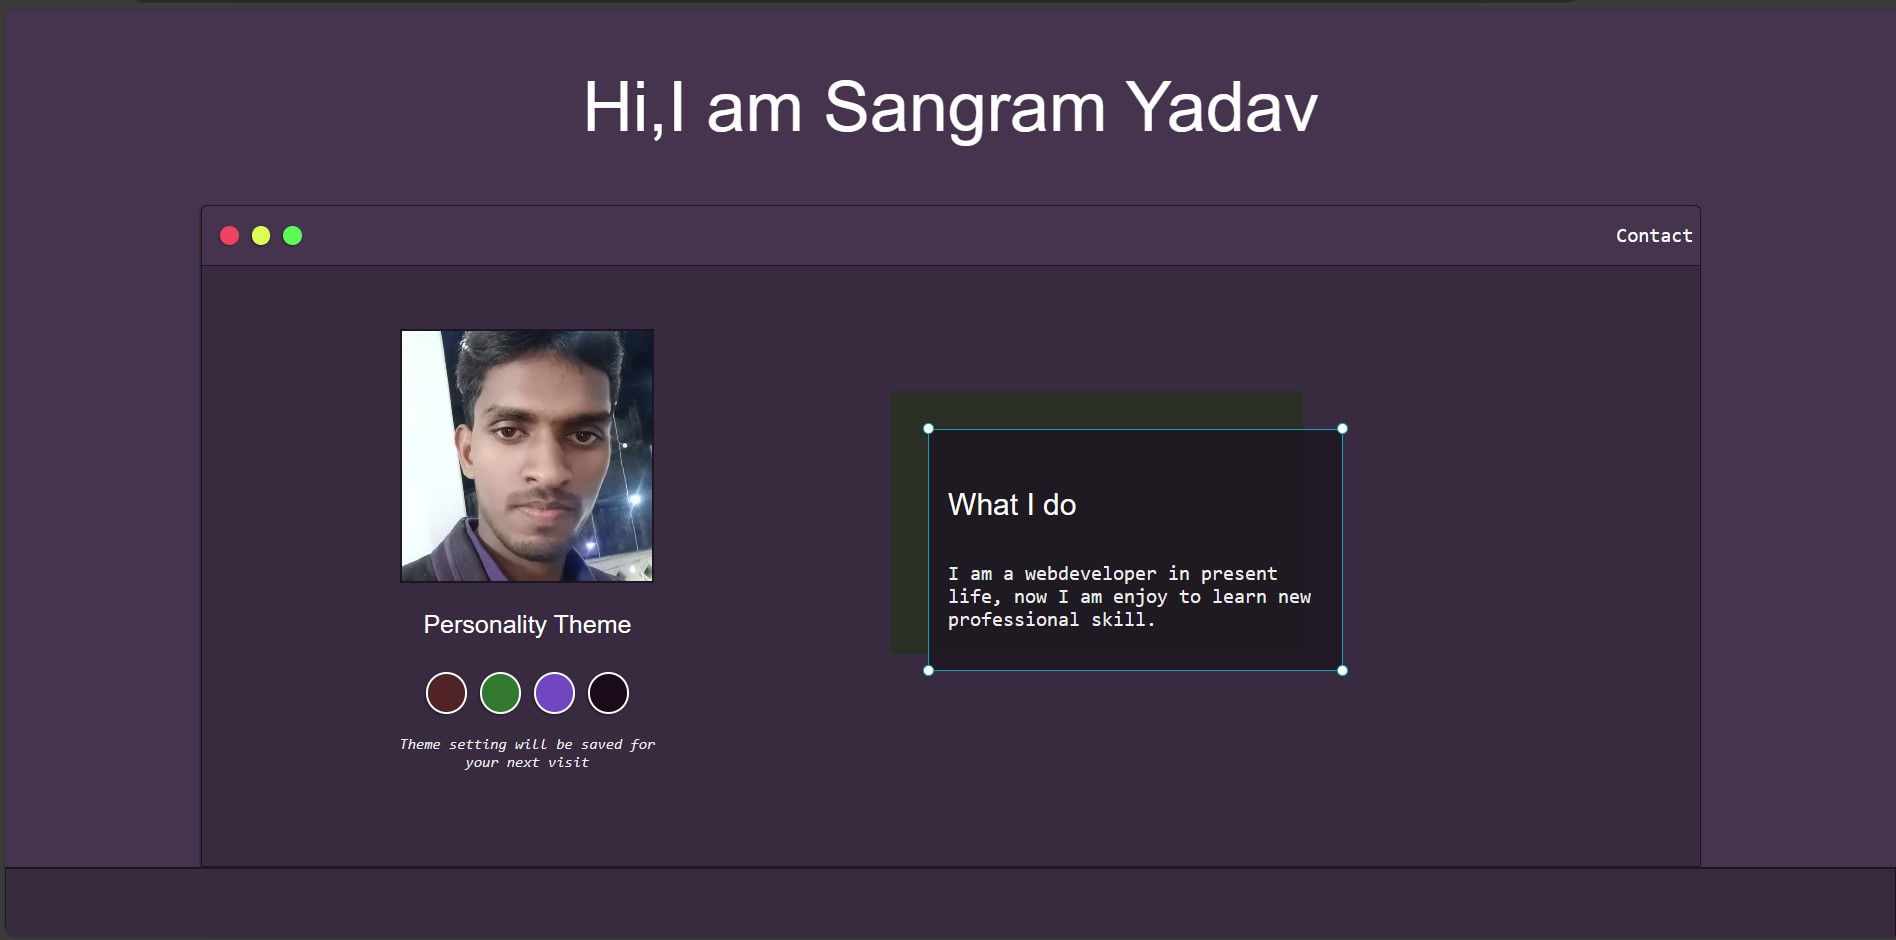 Hi,I am Sangram Yadav
Contact
What I do
I am a webdeveloper in present
life, now I am enjoy to learn new
professional skill.
Personality Theme
Theme setting will be saved for
your next visit